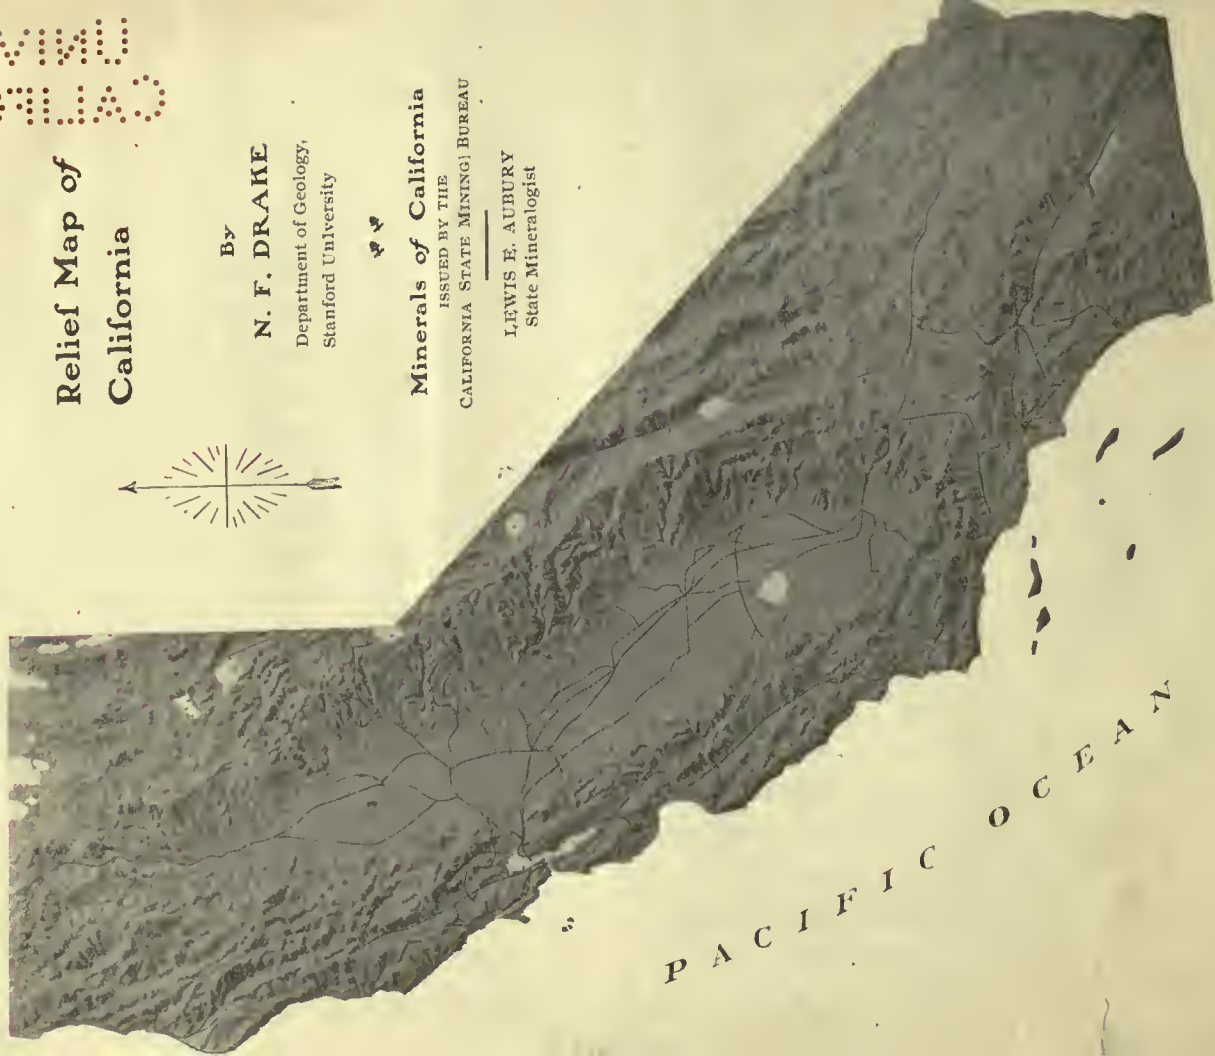 Relief Map of
California
By
N. F. DRAKE
Department of Geology,
Stanford University
Minerals of California
ISSUED BY THE
CALIFORNIA STATE MINING BUREAU
LEWIS E. AUBURY
State Mineralogist
PACIFIC OCEAN